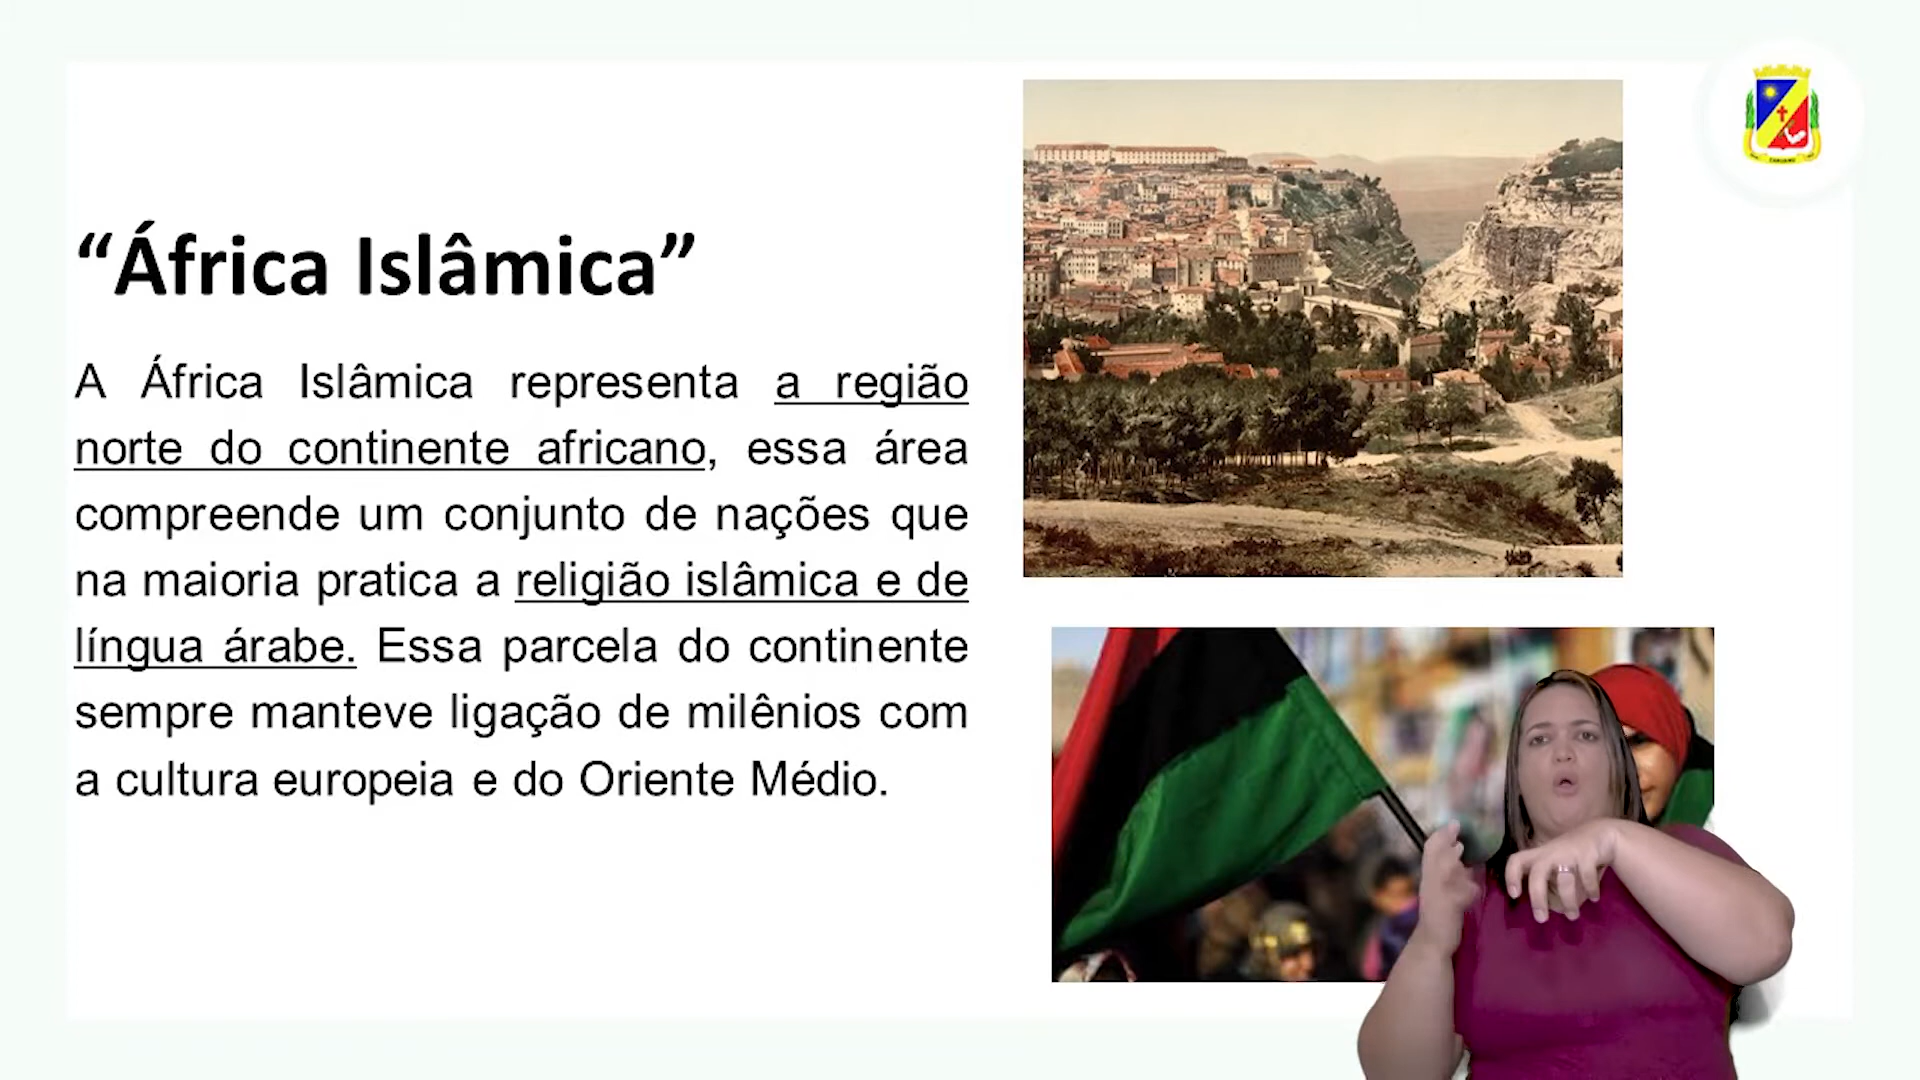 “África Islâmica”
A África Islâmica representa a região
norte do continente africano, essa área
compreende um conjunto de nações que
na maioria pratica a religião islâmica e de
língua árabe. Essa parcela do continente
sempre manteve ligação de milênios com
a cultura europeia e do Oriente Médio.